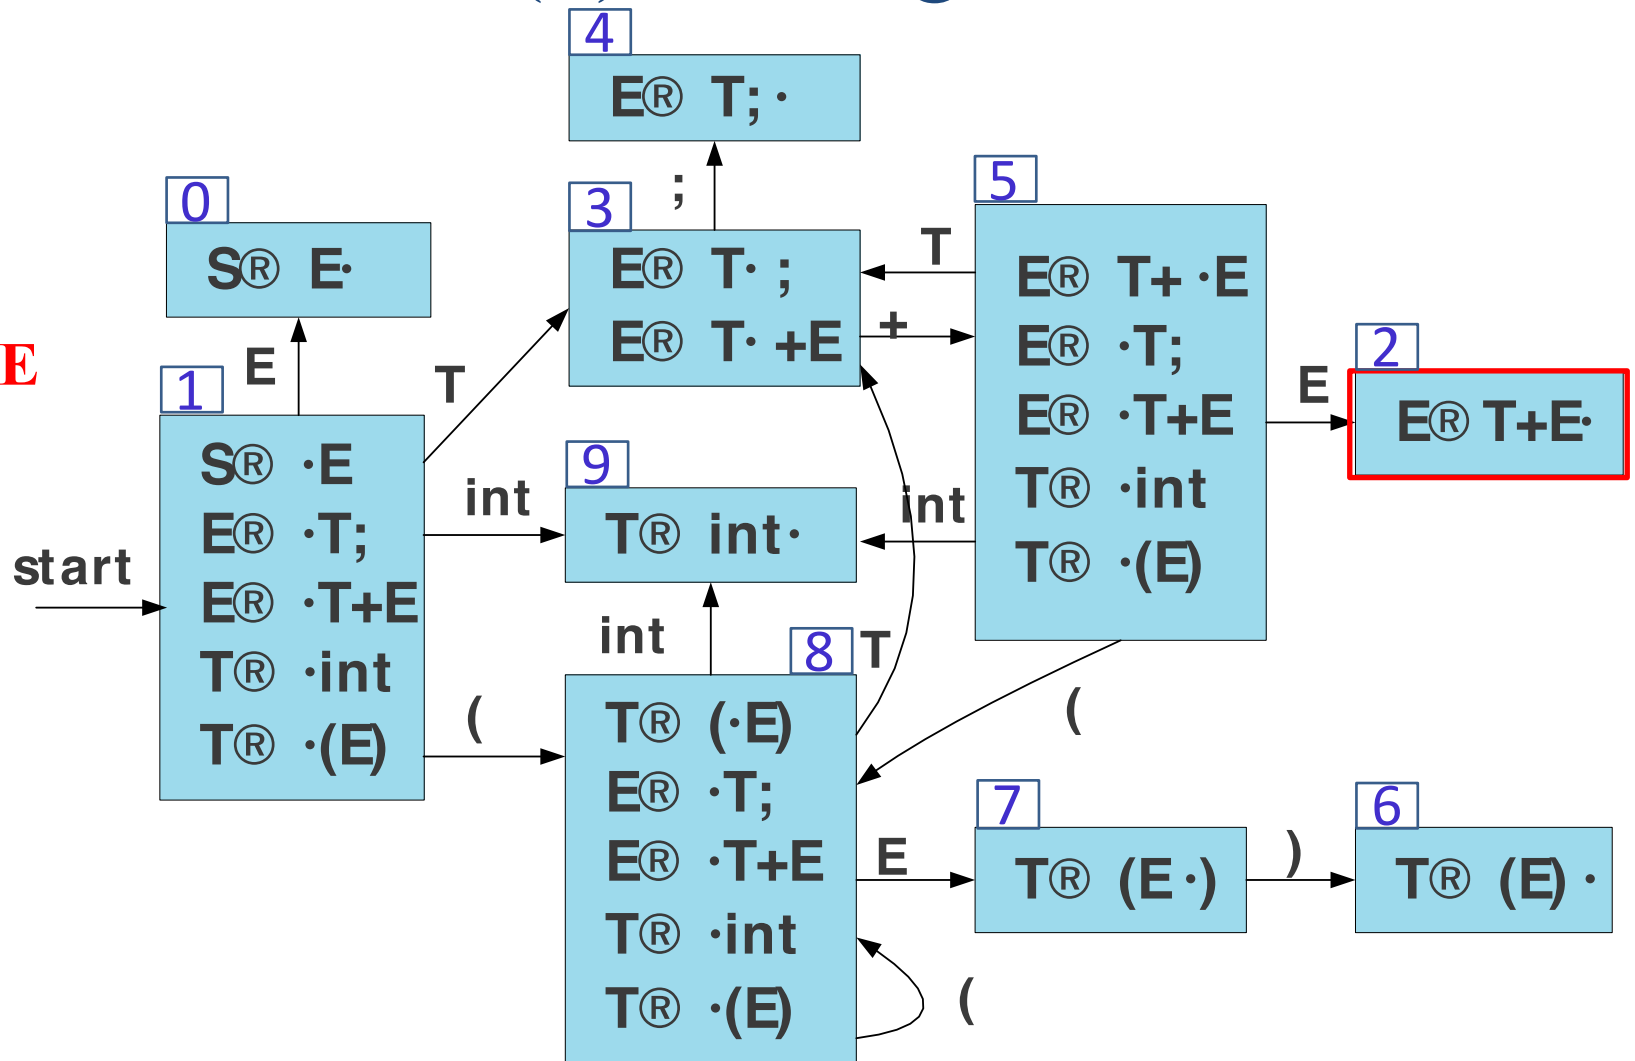 4
E® T; ·
;
0
S® E·
3
E® T· ;
E® T· +E
T
+
5
E® T+ ·E
E® ·T;
E® ·T+E
T® ·int
T® ·(E)
E
2
E® T+E·
E
E
T
1
S® ·E
E® ·T;
E® ·T+E
T® ·int
T® ·(E)
start
int
(
9
T® int·
int
int
8
T
T® (·E)
E® ·T;
E® ·T+E
T® ·int
T® ·(E)
(
(
E
7
T® (E·)
)
6
T® (E) ·